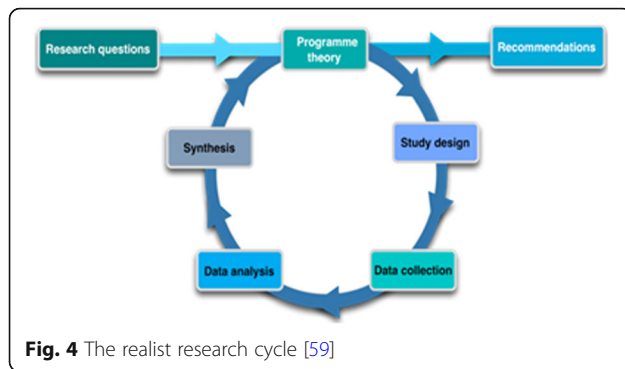 Research questions
Programme
theory
Recommendations
Synthesis
Study design
Data analysis
Data collection
Fig. 4 The realist research cycle [59]